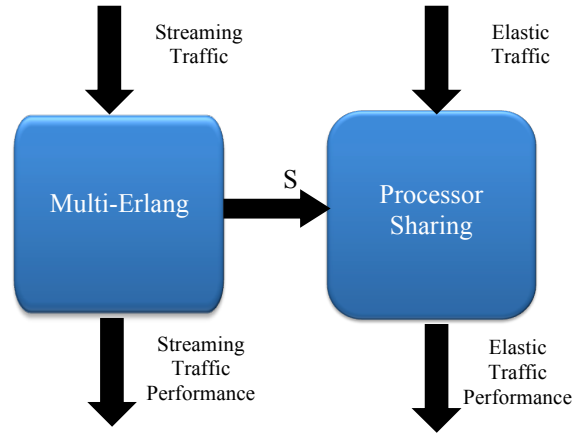 Streaming
Traffic
Elastic
Traffic
Multi-Erlang
S
Processor
Sharing
Streaming
Traffic
Performance
Elastic
Traffic
Performance